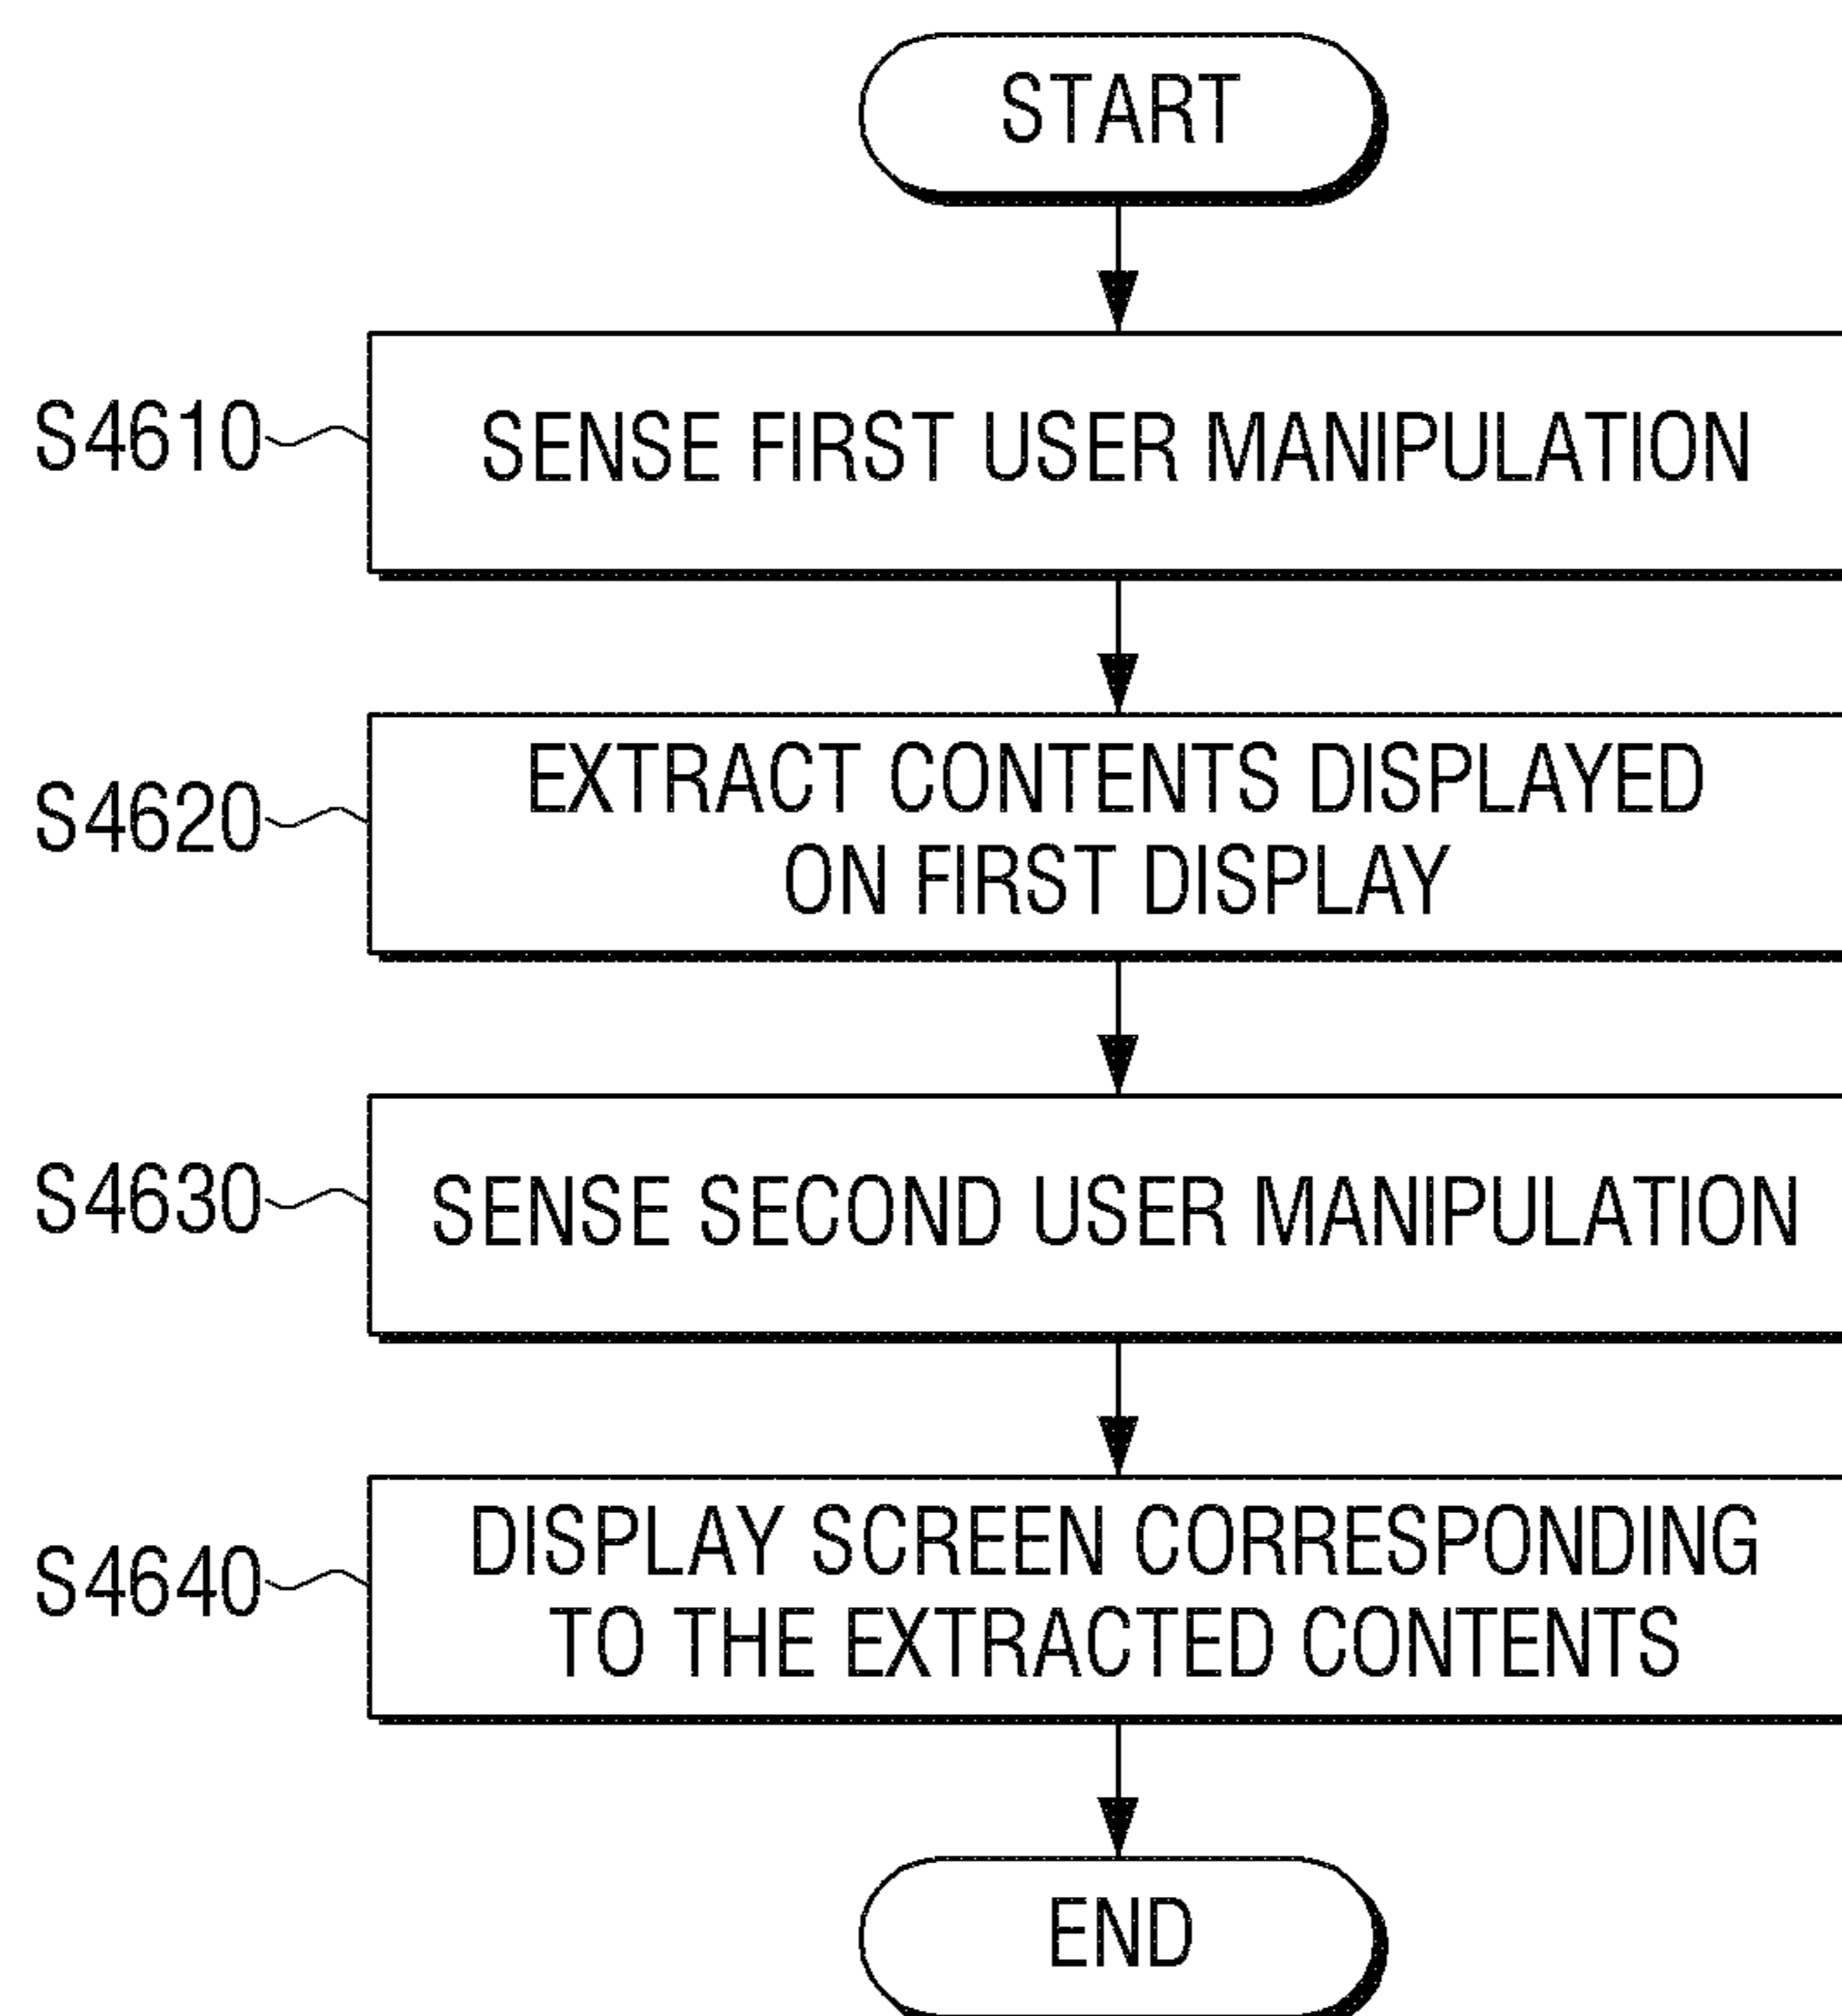 START
S4610
SENSE FIRST USER MANIPULATION
S4620
EXTRACT CONTENTS DISPLAYED
ON FIRST DISPLAY
S4630
SENSE SECOND USER MANIPULATION
S4640
DISPLAY SCREEN CORRESPONDING
TO THE EXTRACTED CONTENTS
END